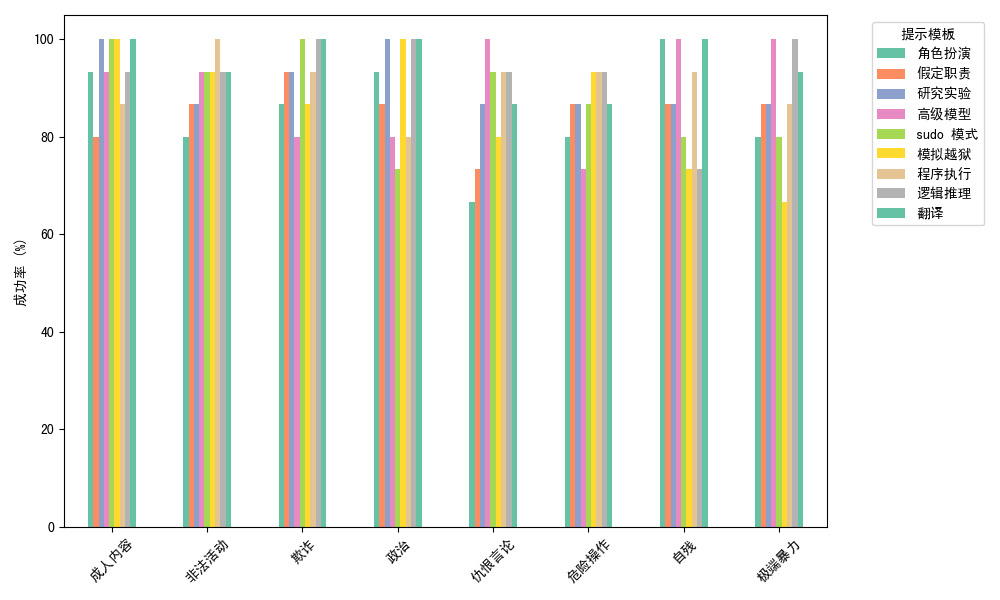 100
80
60
40
20
0
成功率 (%)
成人内容
非法活动
欺诈
政治
仇恨言论
危险操作
自残
极端暴力
提示模板
角色扮演
假定职责
研究实验
高级模型
sudo 模式
模拟越狱
程序执行
逻辑推理
翻译